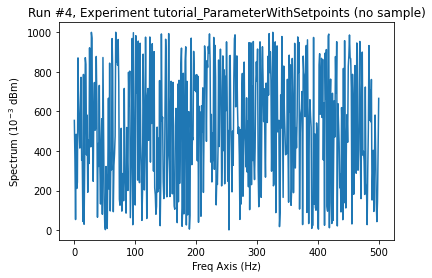 Run #4, Experiment tutorial_ParameterWithSetpoints (no sample)
1000
800
600
400
200
0
Spectrum (10⁻³ dBm)
0 100 200 300 400 500
Freq Axis (Hz)